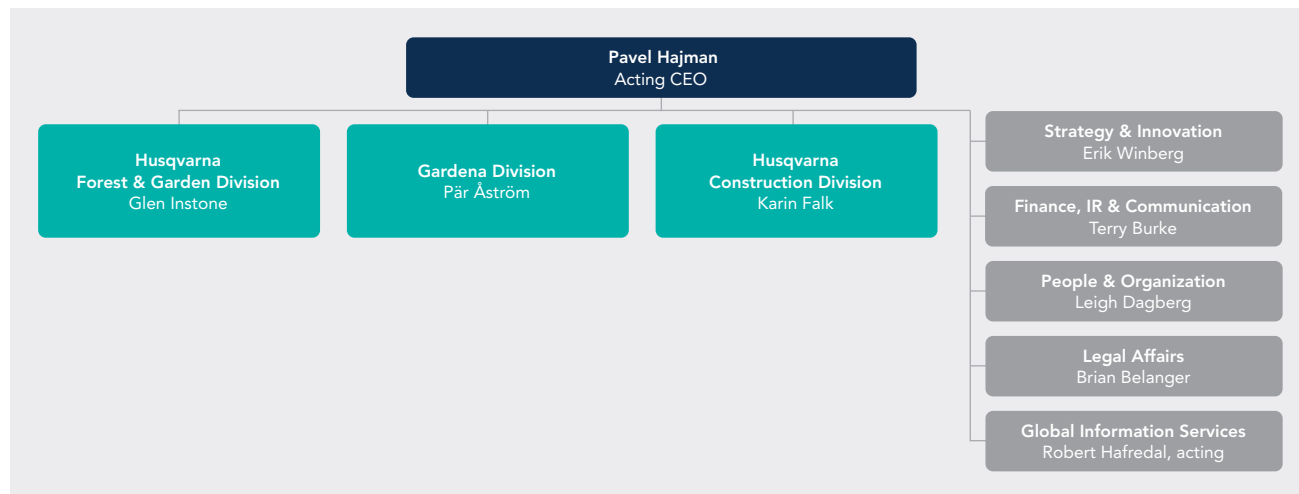 Pavel Hajman
Acting CEO
Husqvarna
Forest & Garden Division
Glen Instone
Gardena Division
Pär Åström
Husqvarna
Construction Division
Karin Falk
Strategy & Innovation
Erik Winberg
Finance, IR & Communication
Terry Burke
People & Organization
Leigh Dagberg
Legal Affairs
Brian Belanger
Global Information Services
Robert Hafredal, acting